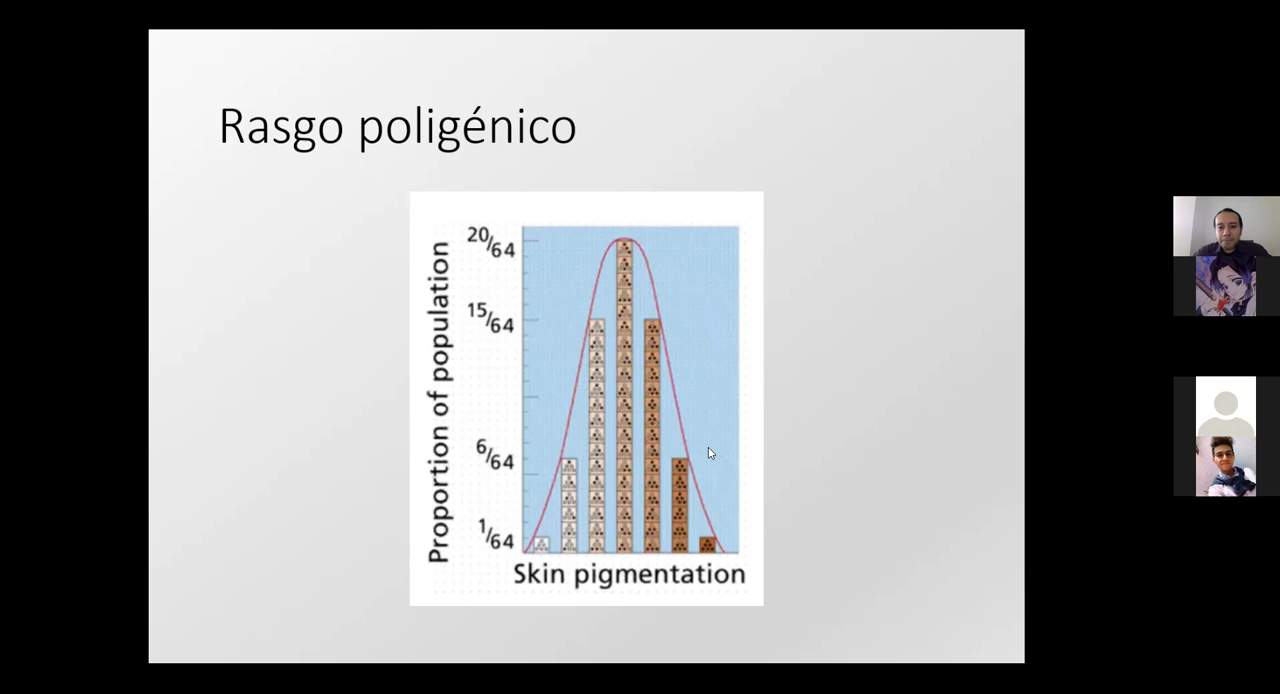 Rasgo poligénico
Proportion of population
20/64
15/64
6/64
1/64
Skin pigmentation